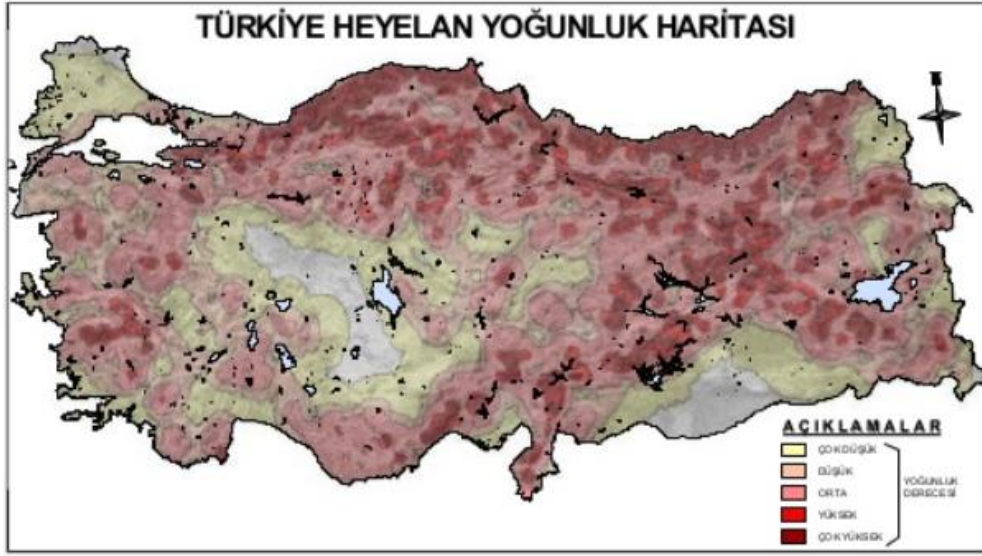 TÜRKİYE HEYELAN YOĞUNLUK HARİTASI
N
AÇIKLAMALAR
ÇOK DÜŞÜK
DÜŞÜK
ORTA
YÜKSEK
ÇOK YÜKSEK
YOĞUNLUK
DERECESİ